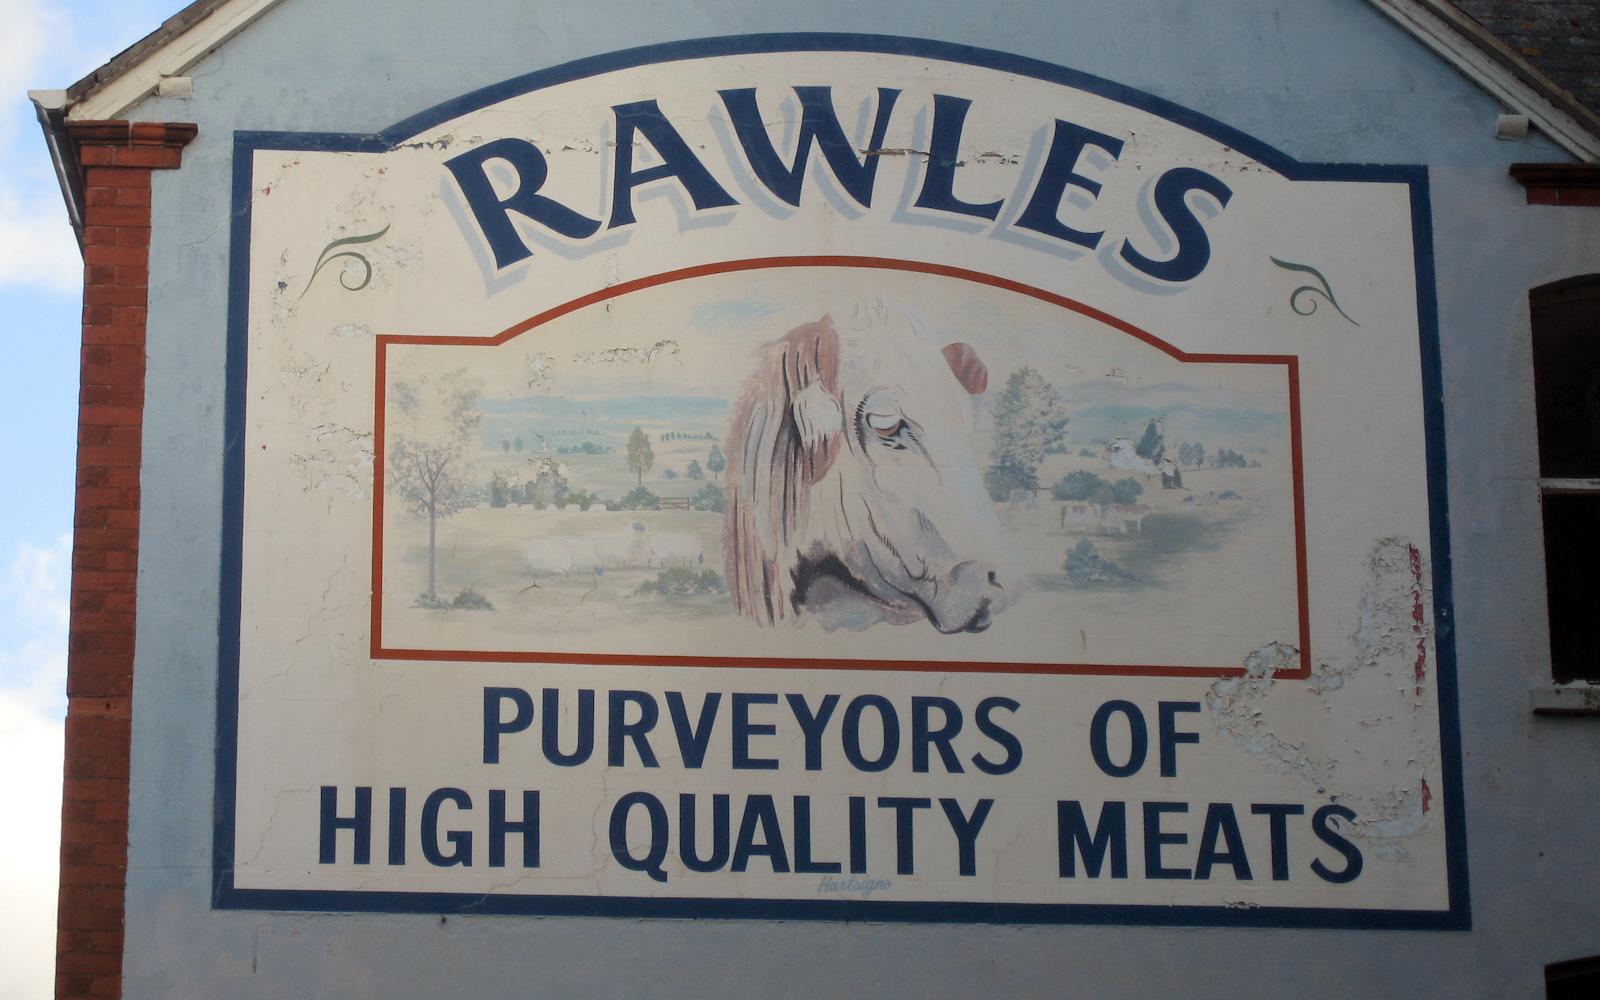 RAWLES
PURVEYORS OF
HIGH QUALITY MEATS
Hartsigns